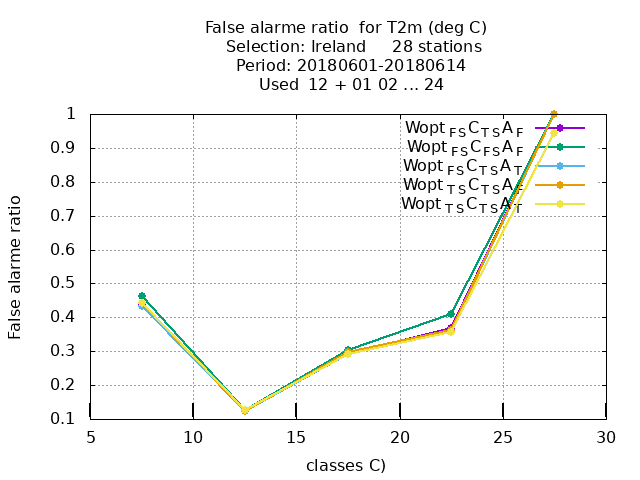 False alarme ratio  for T2m (deg C)
Selection: Ireland     28 stations
Period: 20180601-20180614
Used  12 + 01 02 ... 24
1
0.9
0.8
0.7
0.6
0.5
0.4
0.3
0.2
0.1
False alarme ratio
Wopt FS C TS A F
Wopt FS C FS A F
Wopt FS C TS A T
Wopt TS C TS A F
Wopt TS C TS A T
5 10 15 20 25 30
classes C)